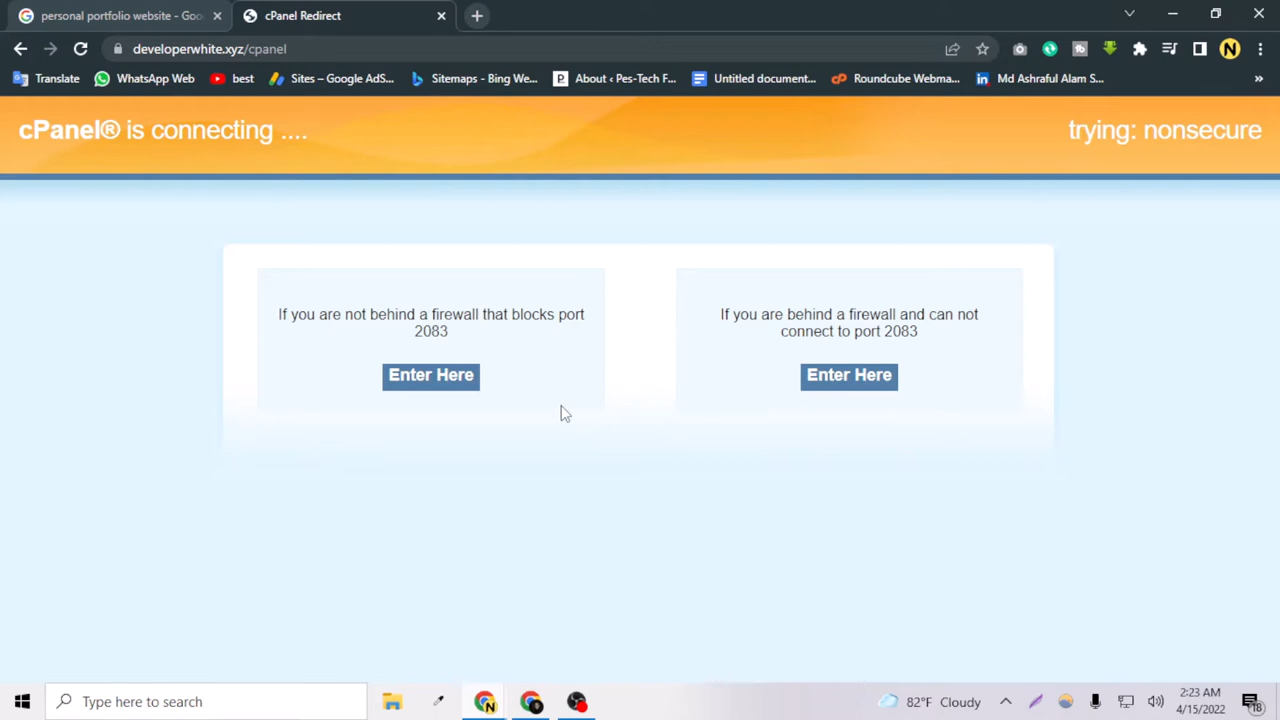 personal portfolio website - Goo
cPanel Redirect
developerwhite.xyz/cpanel
N
Translate
WhatsApp Web
best
Sites – Google AdS...
Sitemaps - Bing We...
About ‹ Pes-Tech F...
Untitled document...
Roundcube Webma...
Md Ashraful Alam S...
»
cPanel® is connecting ....
trying: nonsecure
If you are not behind a firewall that blocks port
2083
Enter Here
If you are behind a firewall and can not
connect to port 2083
Enter Here
Type here to search
82°F Cloudy
2:23 AM
4/15/2022
18